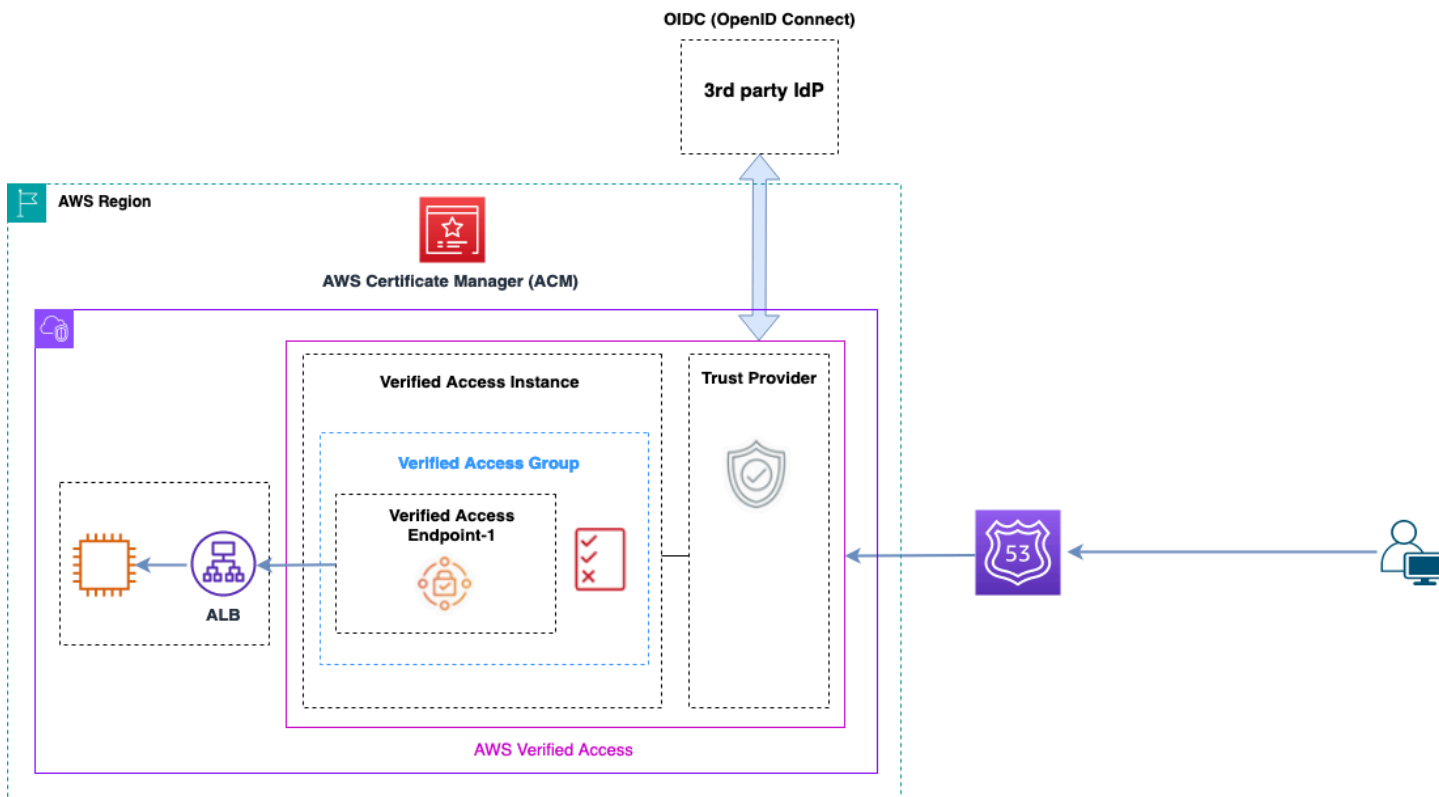 OIDC (OpenID Connect)
3rd party IdP
AWS Region
AWS Certificate Manager (ACM)
Verified Access Instance
Trust Provider
Verified Access Group
Verified Access
Endpoint-1
53
ALB
AWS Verified Access